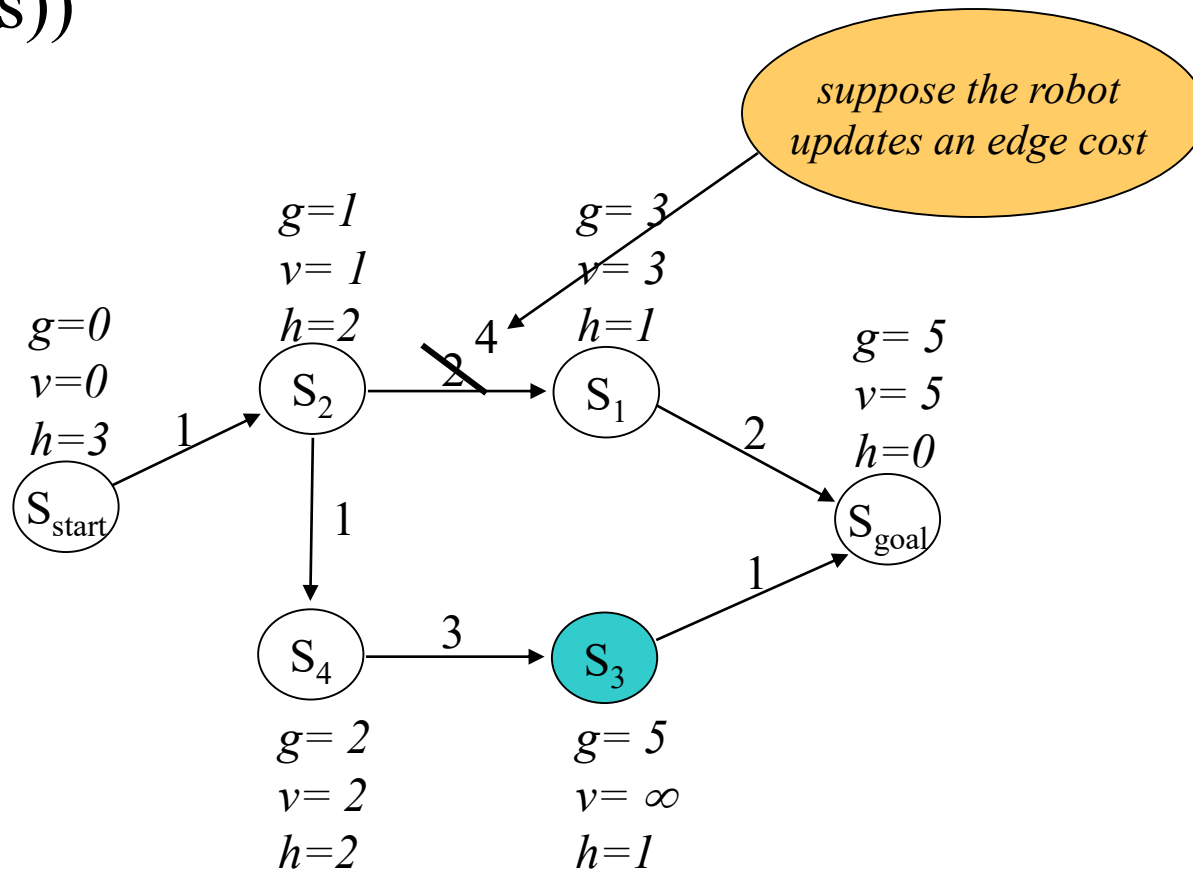 s))
suppose the robot
updates an edge cost
g=1
v= 1
h=2
g= 3
v= 3
h=1
g=0
v=0
h=3
g= 5
v= 5
h=0
4
2
S2
S1
1
2
Sstart
Sgoal
1
1
3
S4
S3
g= 2
v= 2
h=2
g= 5
v= ∞
h=1